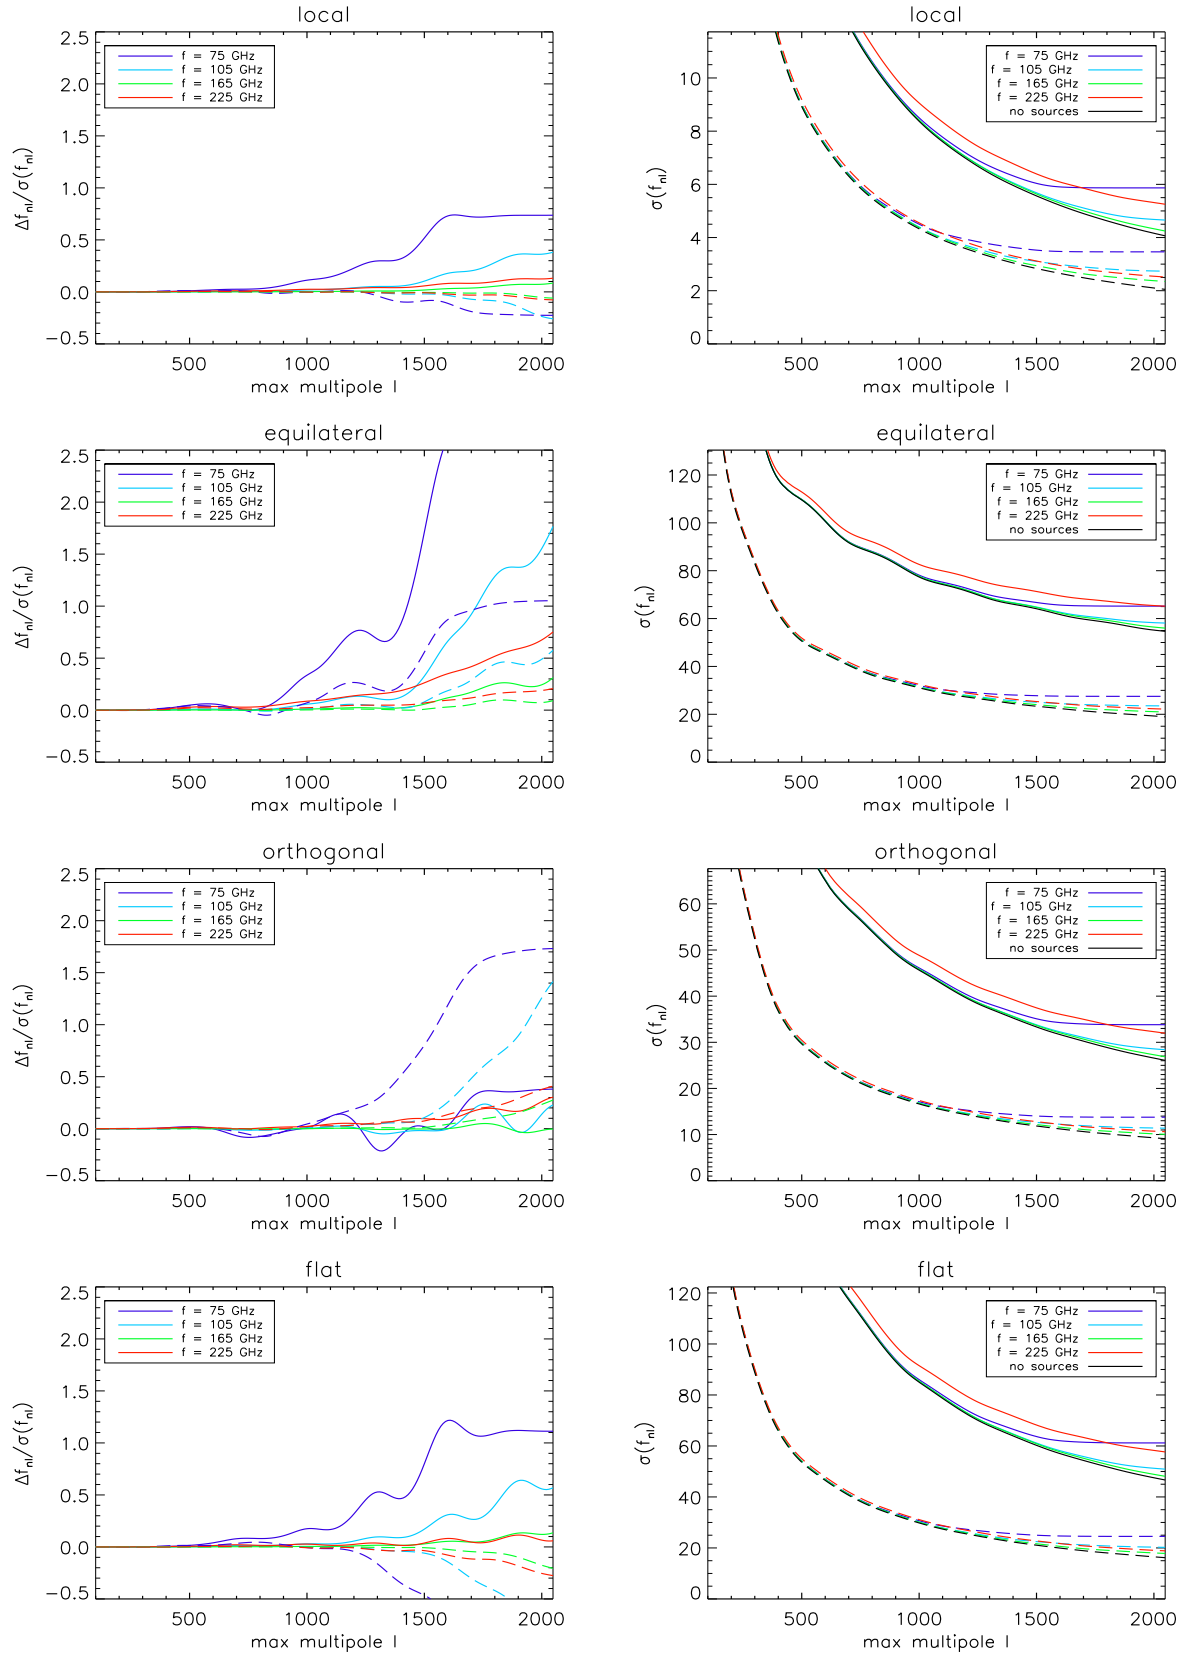 local
2.5
2.0
1.5
1.0
0.5
0.0
−0.5
Δf_nl/σ(f_nl)
f = 75 GHz
f = 105 GHz
f = 165 GHz
f = 225 GHz
500 1000 1500 2000
max multipole l
local
10
8
6
4
2
0
σ(f_nl)
f = 75 GHz
f = 105 GHz
f = 165 GHz
f = 225 GHz
no sources
500 1000 1500 2000
max multipole l
equilateral
2.5
2.0
1.5
1.0
0.5
0.0
−0.5
Δf_nl/σ(f_nl)
f = 75 GHz
f = 105 GHz
f = 165 GHz
f = 225 GHz
500 1000 1500 2000
max multipole l
equilateral
120
100
80
60
40
20
0
σ(f_nl)
f = 75 GHz
f = 105 GHz
f = 165 GHz
f = 225 GHz
no sources
500 1000 1500 2000
max multipole l
orthogonal
2.5
2.0
1.5
1.0
0.5
0.0
−0.5
Δf_nl/σ(f_nl)
f = 75 GHz
f = 105 GHz
f = 165 GHz
f = 225 GHz
500 1000 1500 2000
max multipole l
orthogonal
60
50
40
30
20
10
0
σ(f_nl)
f = 75 GHz
f = 105 GHz
f = 165 GHz
f = 225 GHz
no sources
500 1000 1500 2000
max multipole l
flat
2.5
2.0
1.5
1.0
0.5
0.0
−0.5
Δf_nl/σ(f_nl)
f = 75 GHz
f = 105 GHz
f = 165 GHz
f = 225 GHz
500 1000 1500 2000
max multipole l
flat
120
100
80
60
40
20
0
σ(f_nl)
f = 75 GHz
f = 105 GHz
f = 165 GHz
f = 225 GHz
no sources
500 1000 1500 2000
max multipole l